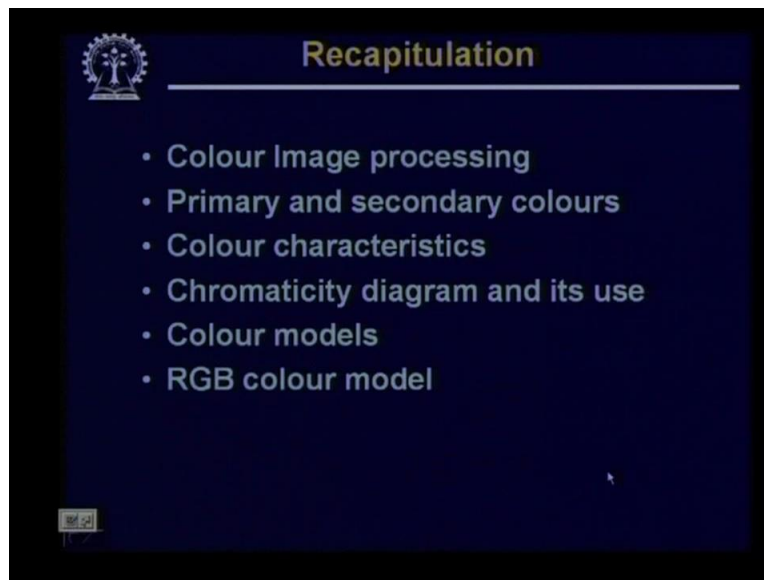 Recapitulation
• Colour Image processing
• Primary and secondary colours
• Colour characteristics
• Chromaticity diagram and its use
• Colour models
• RGB colour model